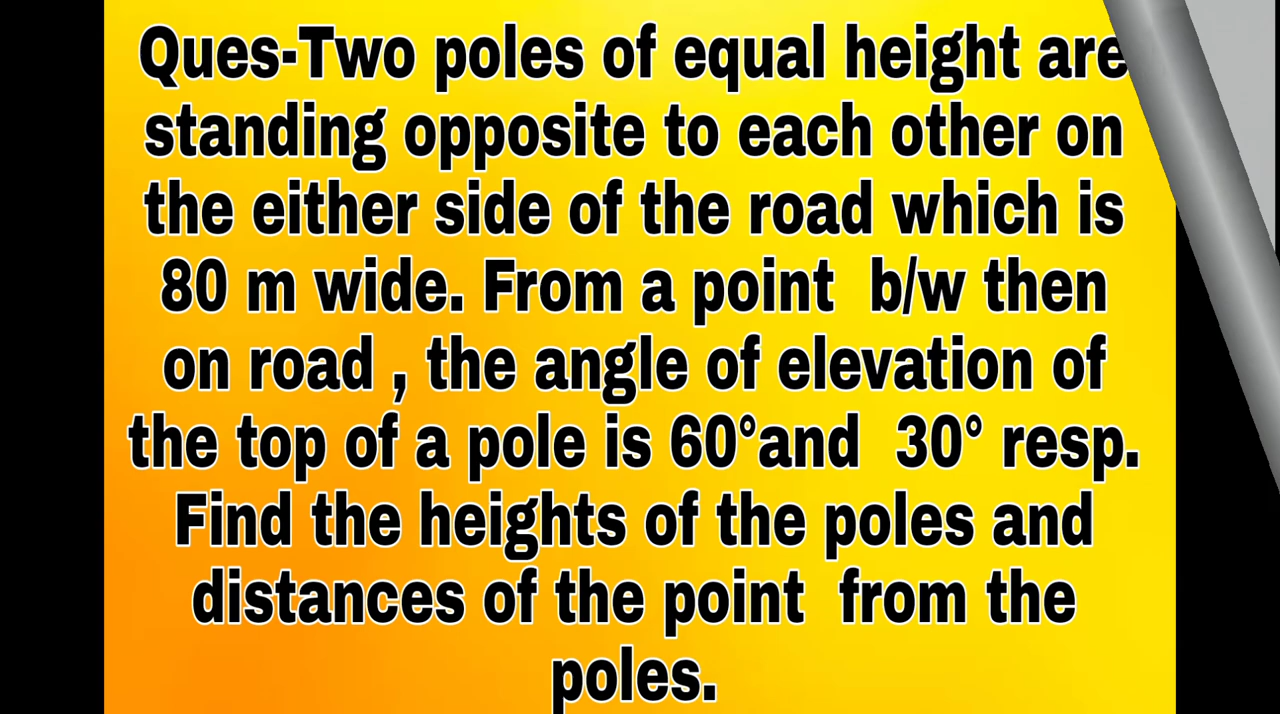 Ques-Two poles of equal height are
standing opposite to each other on
the either side of the road which is
80 m wide. From a point b/w then
on road , the angle of elevation of
the top of a pole is 60°and 30° resp.
Find the heights of the poles and
distances of the point from the
poles.